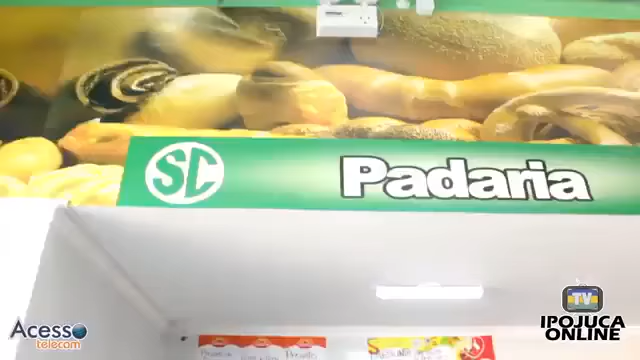 SC
Padaria
TV
IPOJUCA
ONLINE
Acesso
telecom